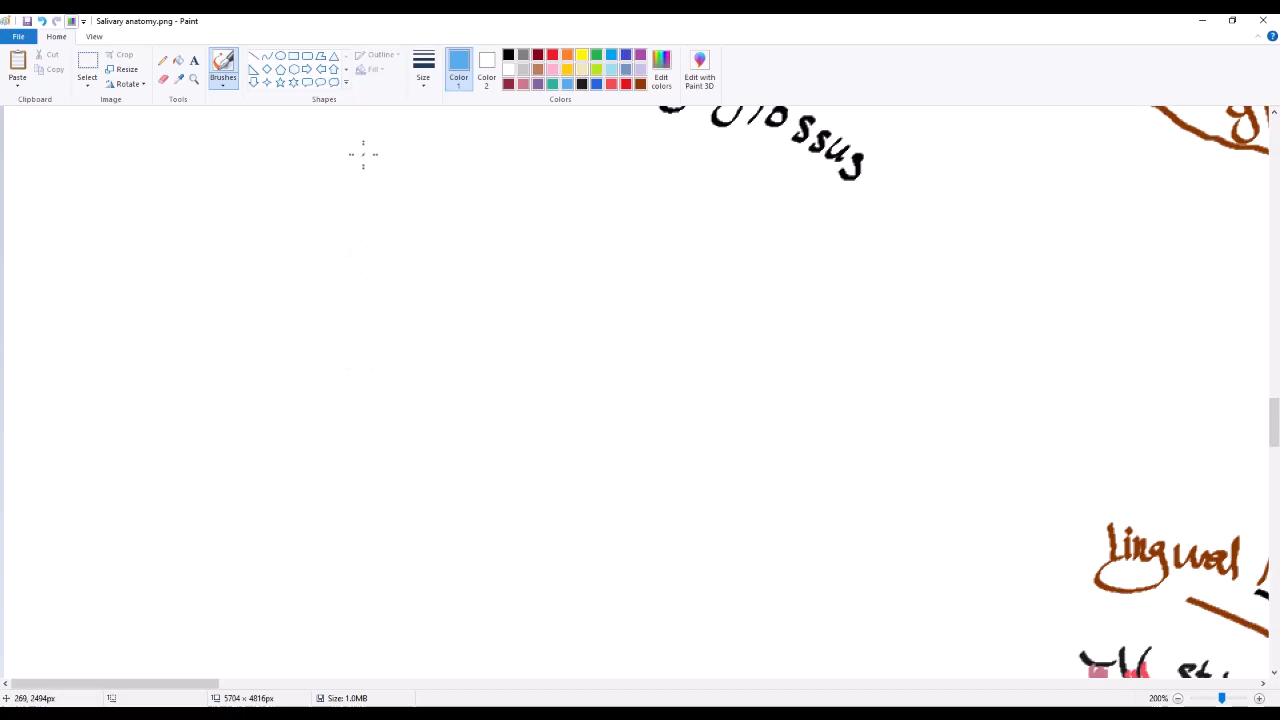 Salivary anatomy.png - Paint
File Home View
Paste Cut Copy Clipboard
Select Crop Resize Rotate Image
Tools
Brushes
Outline Fill Shapes
Size
Color 1 Color 2 Edit colors Colors
Edit with Paint 3D
glossus
Lingual
269, 2494px 5704 × 4816px Size: 1.0MB 200%